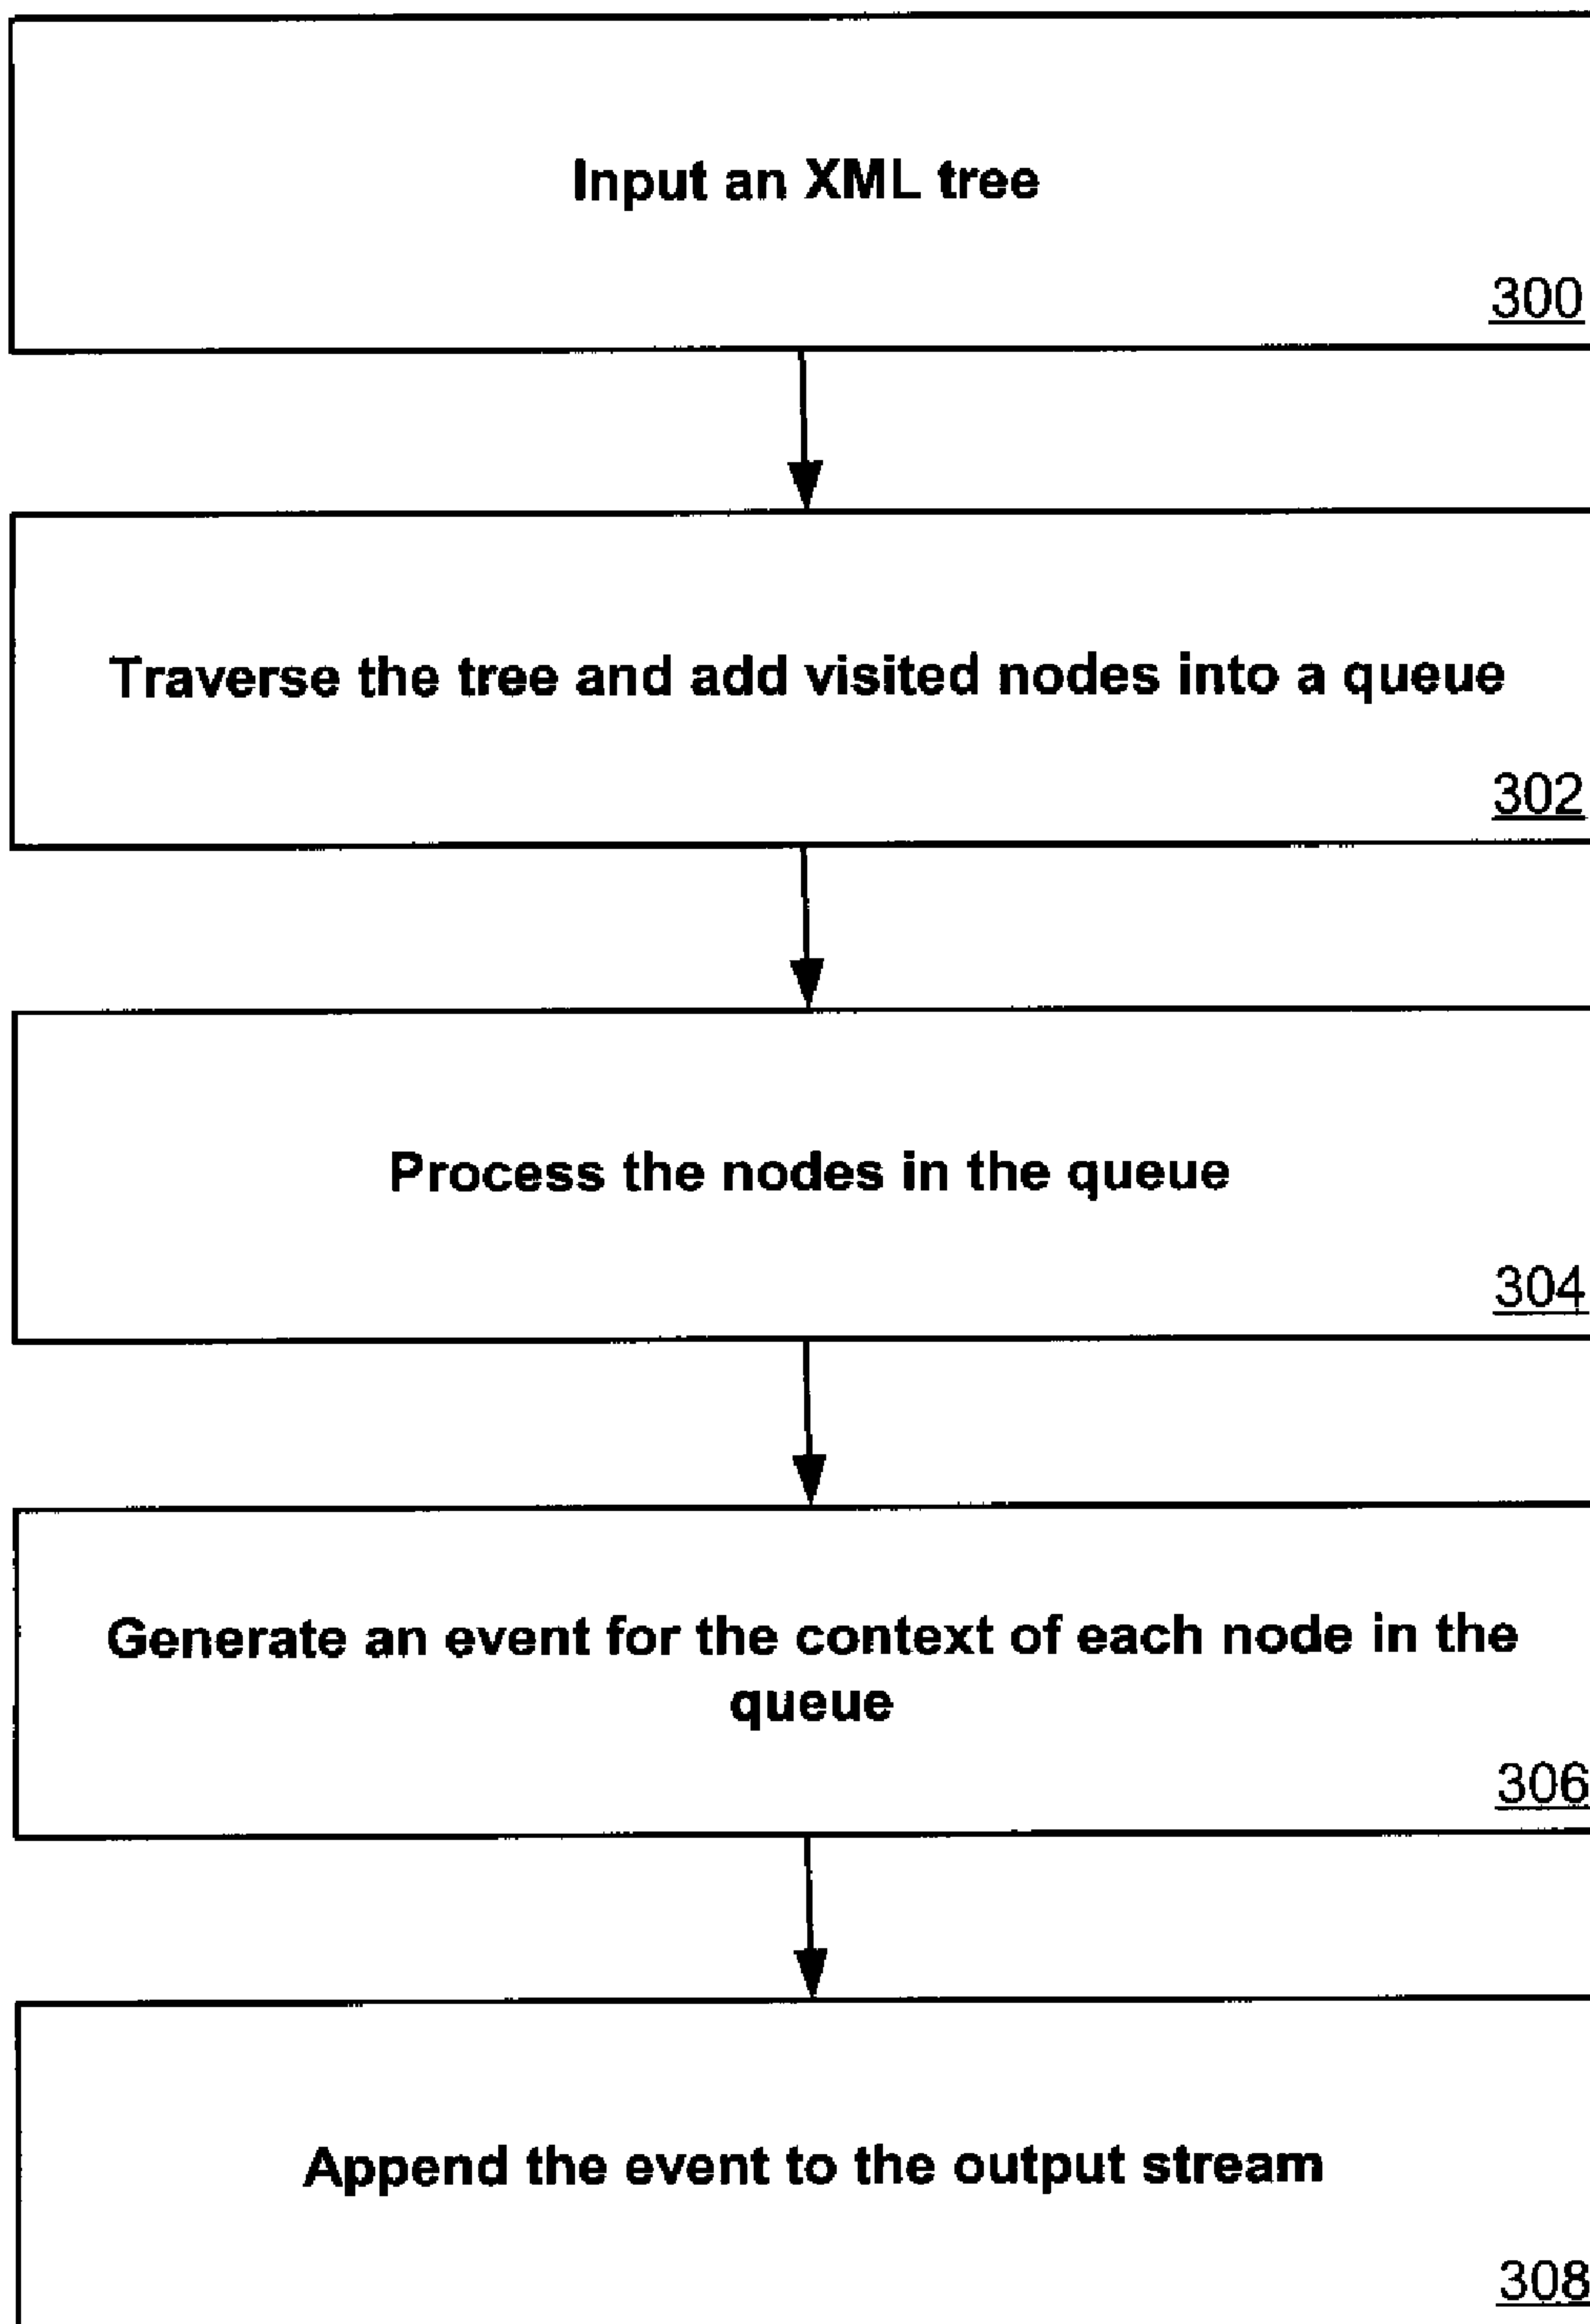 Input an XML tree
300
Traverse the tree and add visited nodes into a queue
302
Process the nodes in the queue
304
Generate an event for the context of each node in the
queue
306
Append the event to the output stream
308